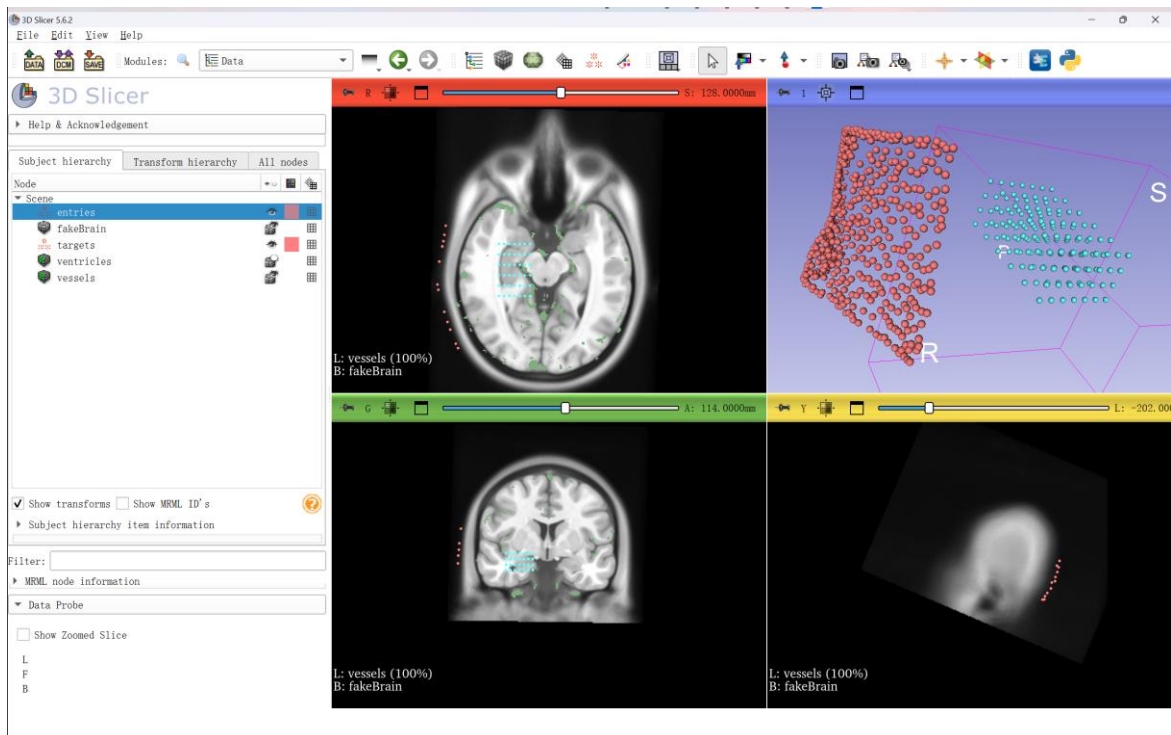 3D Slicer 5.6.2
File Edit View Help
DATA DCM SAVE Modules: Data
3D Slicer
Help & Acknowledgement
Subject hierarchy Transform hierarchy All nodes
Node
Scene
entries
fakeBrain
targets
ventricles
vessels
Show transforms Show MRML ID's
Subject hierarchy item information
Filter:
MRML node information
Data Probe
Show Zoomed Slice
L
F
B
R S: 128.0000mm
L: vessels (100%)
B: fakeBrain
1
S
R
G A: 114.0000mm
L: vessels (100%)
B: fakeBrain
Y L: -202.000
L: vessels (100%)
B: fakeBrain